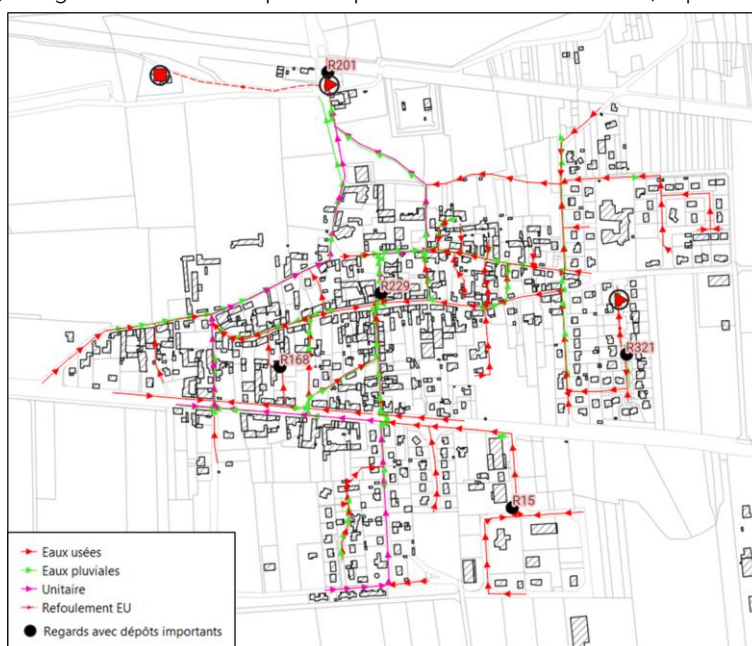 R201
R229
R168
R321
R15
Eaux usées
Eaux pluviales
Unitaire
Refoulement EU
Regards avec dépôts importants